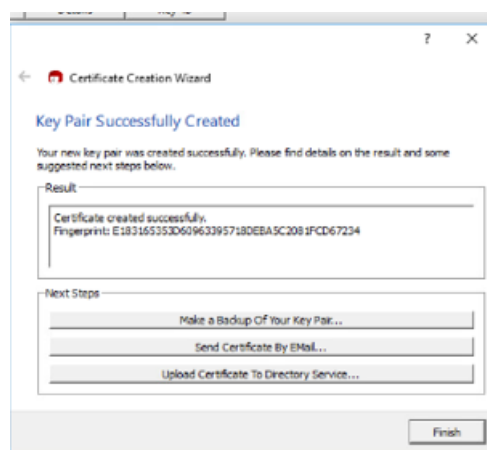 ?
Certificate Creation Wizard
Key Pair Successfully Created
Your new key pair was created successfully. Please find details on the result and some
suggested next steps below.
Result
Certificate created successfully.
Fingerprint: E183165353D60963395718DEBA5C2081FCD67234
Next Steps
Make a Backup Of Your Key Pair...
Send Certificate By EMail...
Upload Certificate To Directory Service...
Finish